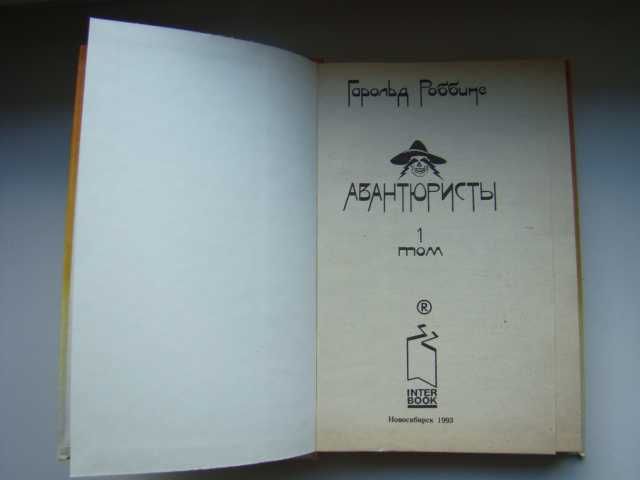 Гарольд Роббинс
АВАНТЮРИСТЫ
1
том
®
INTER
BOOK
Новосибирск 1993